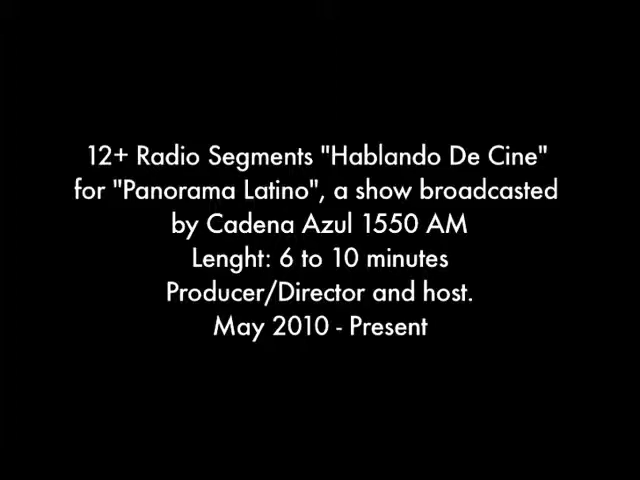 12+ Radio Segments "Hablando De Cine"
for "Panorama Latino", a show broadcasted
by Cadena Azul 1550 AM
Lenght: 6 to 10 minutes
Producer/Director and host.
May 2010 - Present